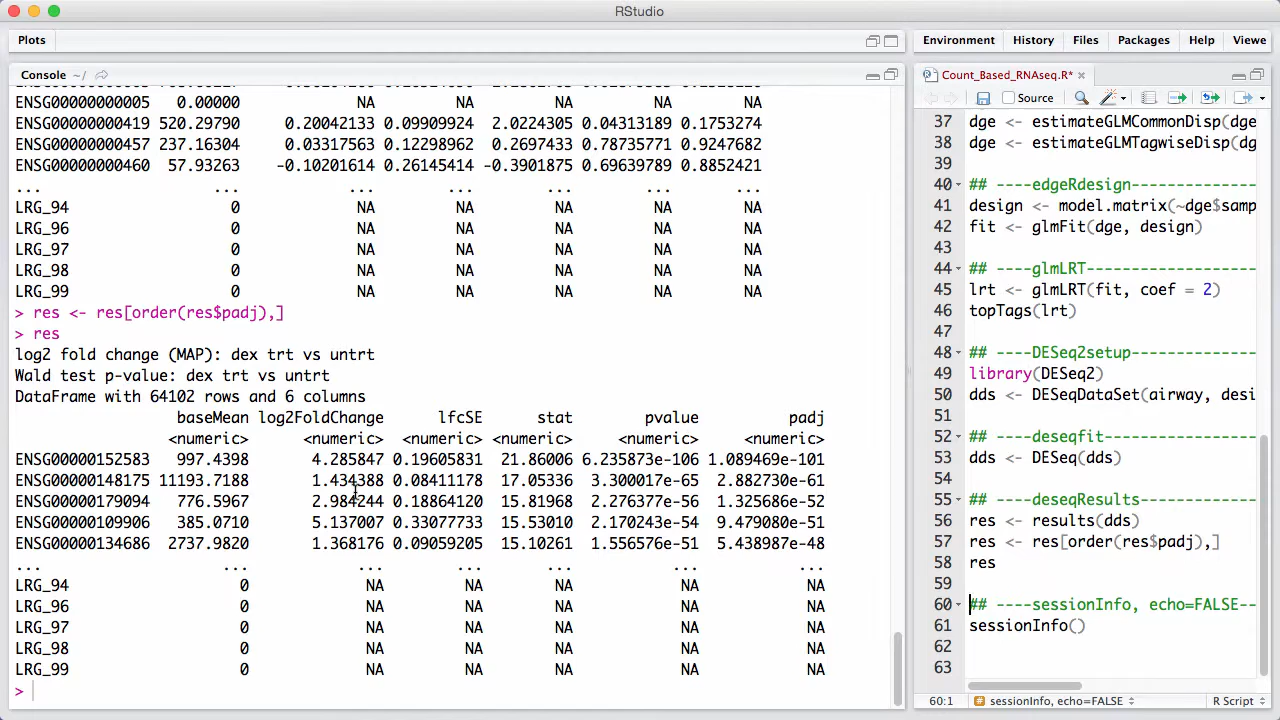 RStudio
Plots
Console ~/
ENSG00000000005 0.00000 NA NA NA NA NA
ENSG00000000419 520.29790 0.20042133 0.09909924 2.0224305 0.04313189 0.1753274
ENSG00000000457 237.16304 0.03317563 0.12298962 0.2697433 0.78735771 0.9247682
ENSG00000000460 57.93263 -0.10201614 0.26145414 -0.3901875 0.69639789 0.8852421
... ... ... ... ... ... ...
LRG_94 0 NA NA NA NA NA
LRG_96 0 NA NA NA NA NA
LRG_97 0 NA NA NA NA NA
LRG_98 0 NA NA NA NA NA
LRG_99 0 NA NA NA NA NA
> res <- res[order(res$padj),]
> res
log2 fold change (MAP): dex trt vs untrt
Wald test p-value: dex trt vs untrt
DataFrame with 64102 rows and 6 columns
baseMean log2FoldChange lfcSE stat pvalue padj
<numeric> <numeric> <numeric> <numeric> <numeric> <numeric>
ENSG00000152583 997.4398 4.285847 0.19605831 21.86006 6.235873e-106 1.089469e-101
ENSG00000148175 11193.7188 1.434388 0.08411178 17.05336 3.300017e-65 2.882730e-61
ENSG00000179094 776.5967 2.984244 0.18864120 15.81968 2.276377e-56 1.325686e-52
ENSG00000109906 385.0710 5.137007 0.33077733 15.53010 2.170243e-54 9.479080e-51
ENSG00000134686 2737.9820 1.368176 0.09059205 15.10261 1.556576e-51 5.438987e-48
... ... ... ... ... ... ...
LRG_94 0 NA NA NA NA NA
LRG_96 0 NA NA NA NA NA
LRG_97 0 NA NA NA NA NA
LRG_98 0 NA NA NA NA NA
LRG_99 0 NA NA NA NA NA
>
Environment History Files Packages Help Viewe
Count_Based_RNAseq.R*
Source
37 dge <- estimateGLMCommonDisp(dge
38 dge <- estimateGLMTagwiseDisp(dg
39
40 ## ----edgeRdesign---------------
41 design <- model.matrix(~dge$samp
42 fit <- glmFit(dge, design)
43
44 ## ----glmLRT--------------------
45 lrt <- glmLRT(fit, coef = 2)
46 topTags(lrt)
47
48 ## ----DESeq2setup---------------
49 library(DESeq2)
50 dds <- DESeqDataSet(airway, desi
51
52 ## ----deseqfit------------------
53 dds <- DESeq(dds)
54
55 ## ----deseqResults--------------
56 res <- results(dds)
57 res <- res[order(res$padj),]
58 res
59
60 ## ----sessionInfo, echo=FALSE--
61 sessionInfo()
62
63
60:1 # sessionInfo, echo=FALSE R Script